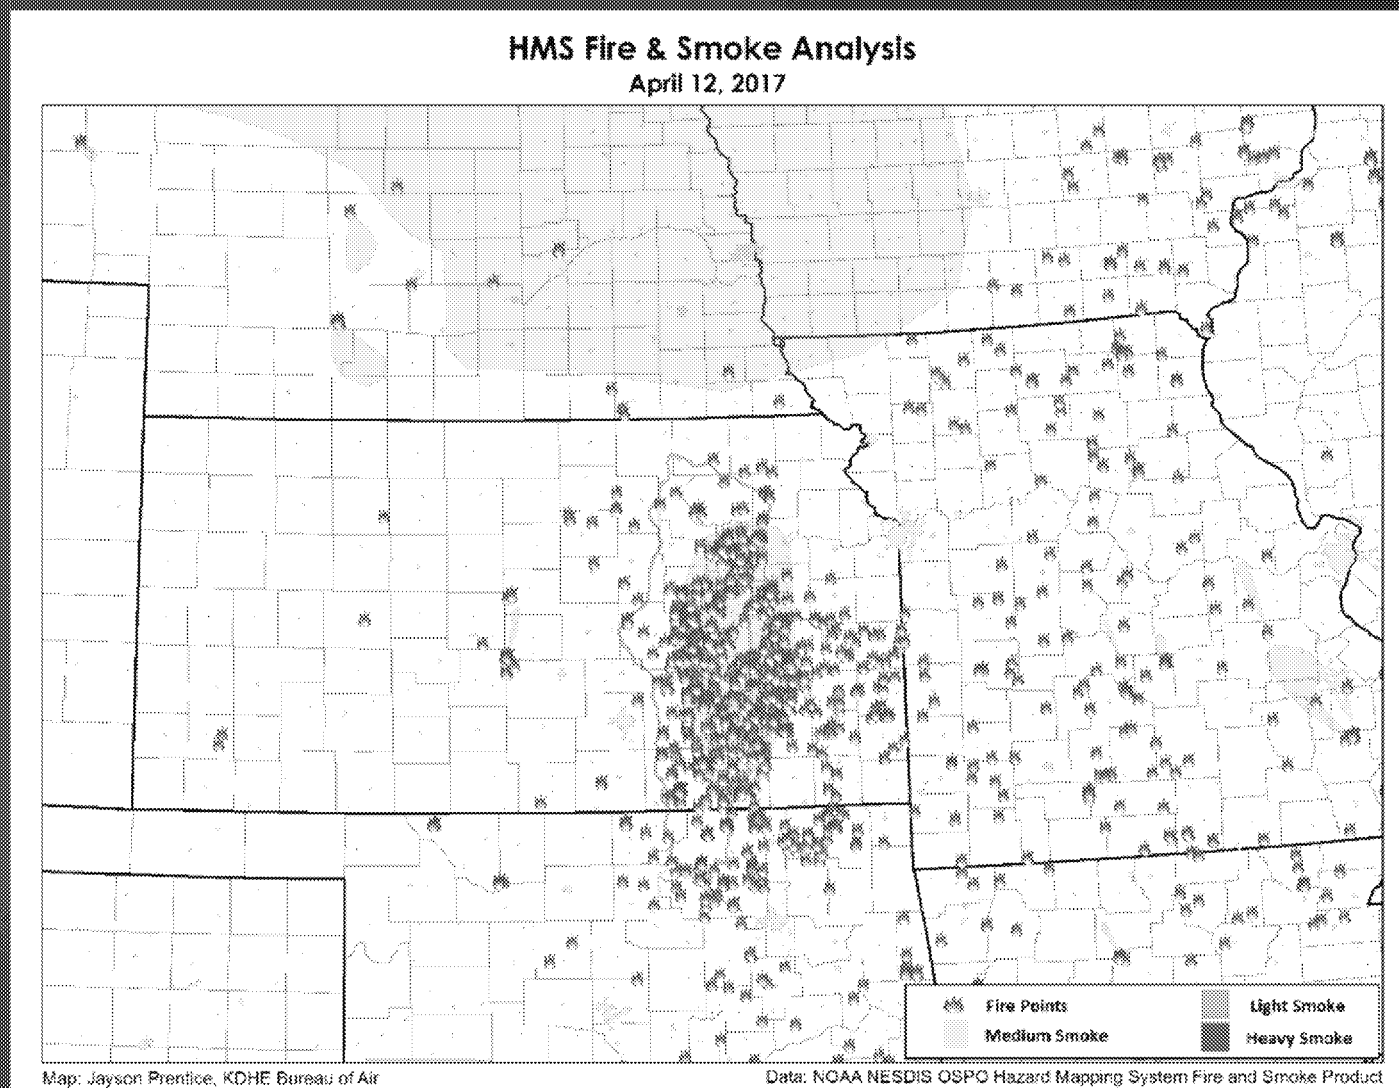 HMS Fire & Smoke Analysis
April 12, 2017
Fire Points
Light Smoke
Medium Smoke
Heavy Smoke
Map: Jayson Prentice, KDHE Bureau of Air
Data: NOAA NESDIS OSPO Hazard Mapping System Fire and Smoke Product